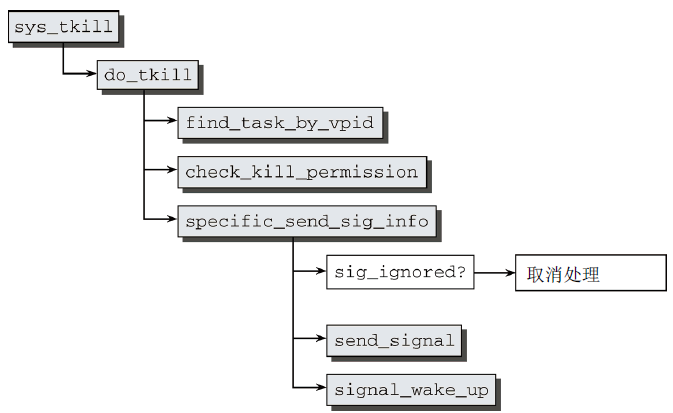 sys_tkill
do_tkill
find_task_by_vpid
check_kill_permission
specific_send_sig_info
sig_ignored?
取消处理
send_signal
signal_wake_up